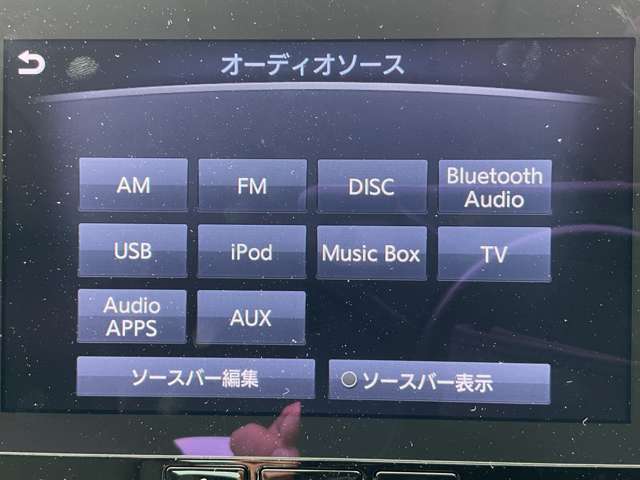 オーディオソース
AM FM DISC Bluetooth Audio
USB iPod Music Box TV
Audio APPS AUX
ソースバー編集 ソースバー表示